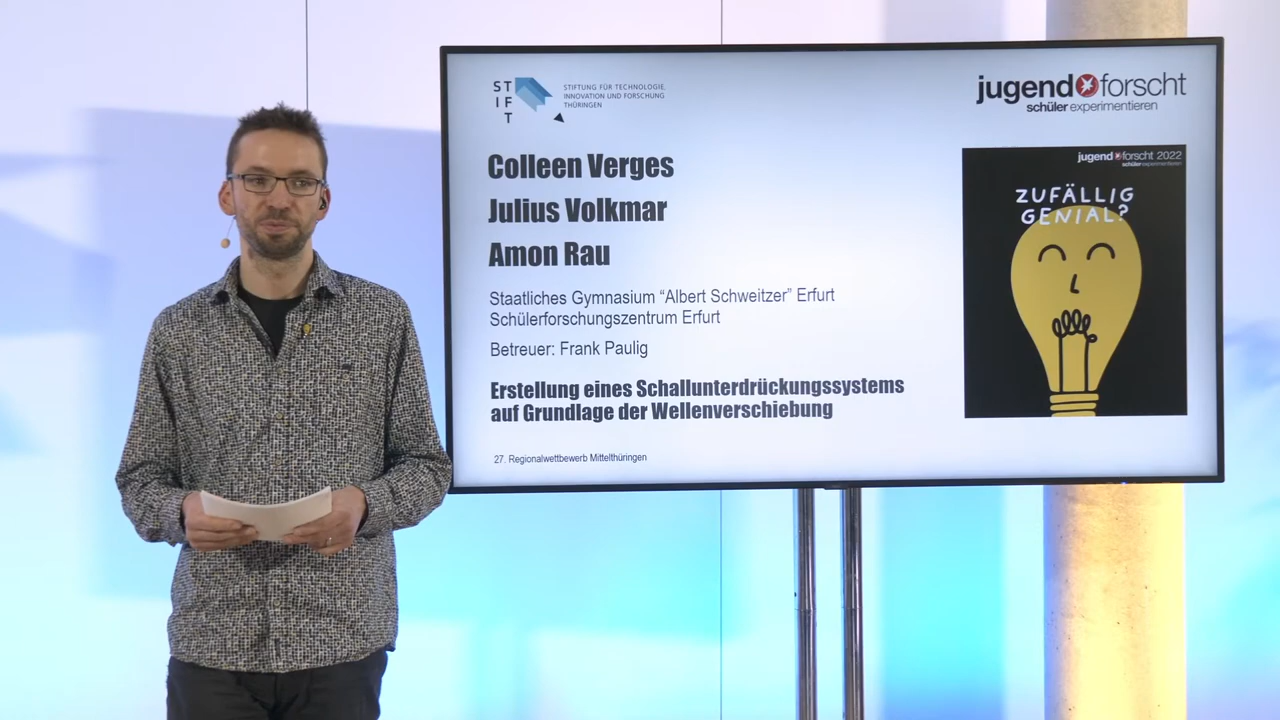 ST
IF
T
STIFTUNG FÜR TECHNOLOGIE,
INNOVATION UND FORSCHUNG
THÜRINGEN
jugend forscht
schüler experimentieren
Colleen Verges
Julius Volkmar
Amon Rau
Staatliches Gymnasium “Albert Schweitzer” Erfurt
Schülerforschungszentrum Erfurt
Betreuer: Frank Paulig
Erstellung eines Schallunterdrückungssystems
auf Grundlage der Wellenverschiebung
27. Regionalwettbewerb Mittelthüringen
jugend forscht 2022
schüler experimentieren
ZUFÄLLIG
GENIAL?